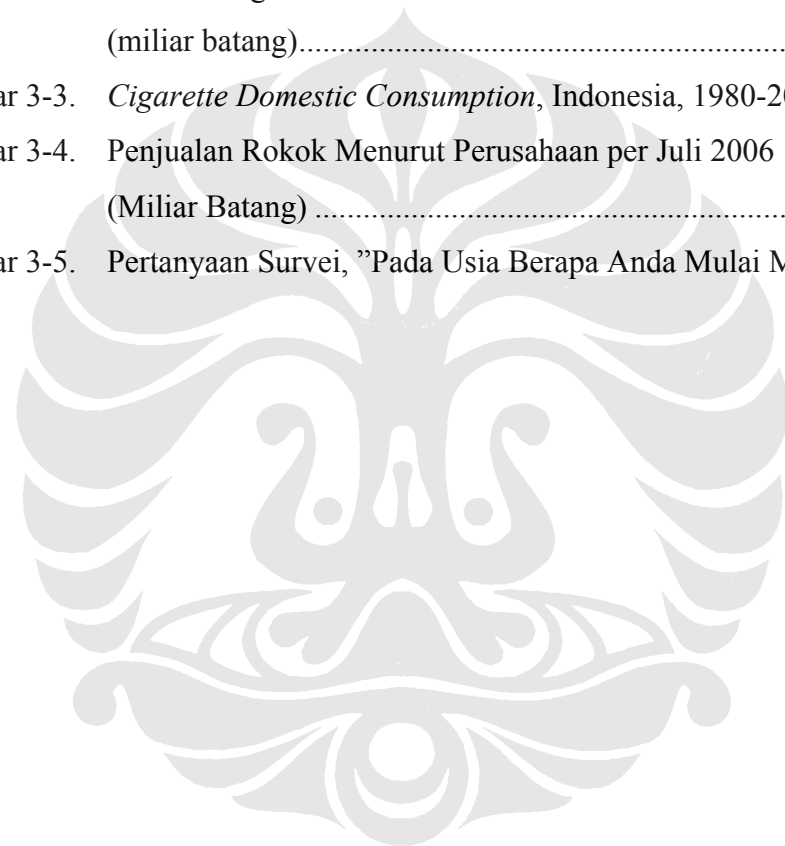 (miliar batang)....................................................................
ar 3-3. Cigarette Domestic Consumption, Indonesia, 1980-20
ar 3-4. Penjualan Rokok Menurut Perusahaan per Juli 2006
(Miliar Batang) ..................................................................
ar 3-5. Pertanyaan Survei, ”Pada Usia Berapa Anda Mulai M